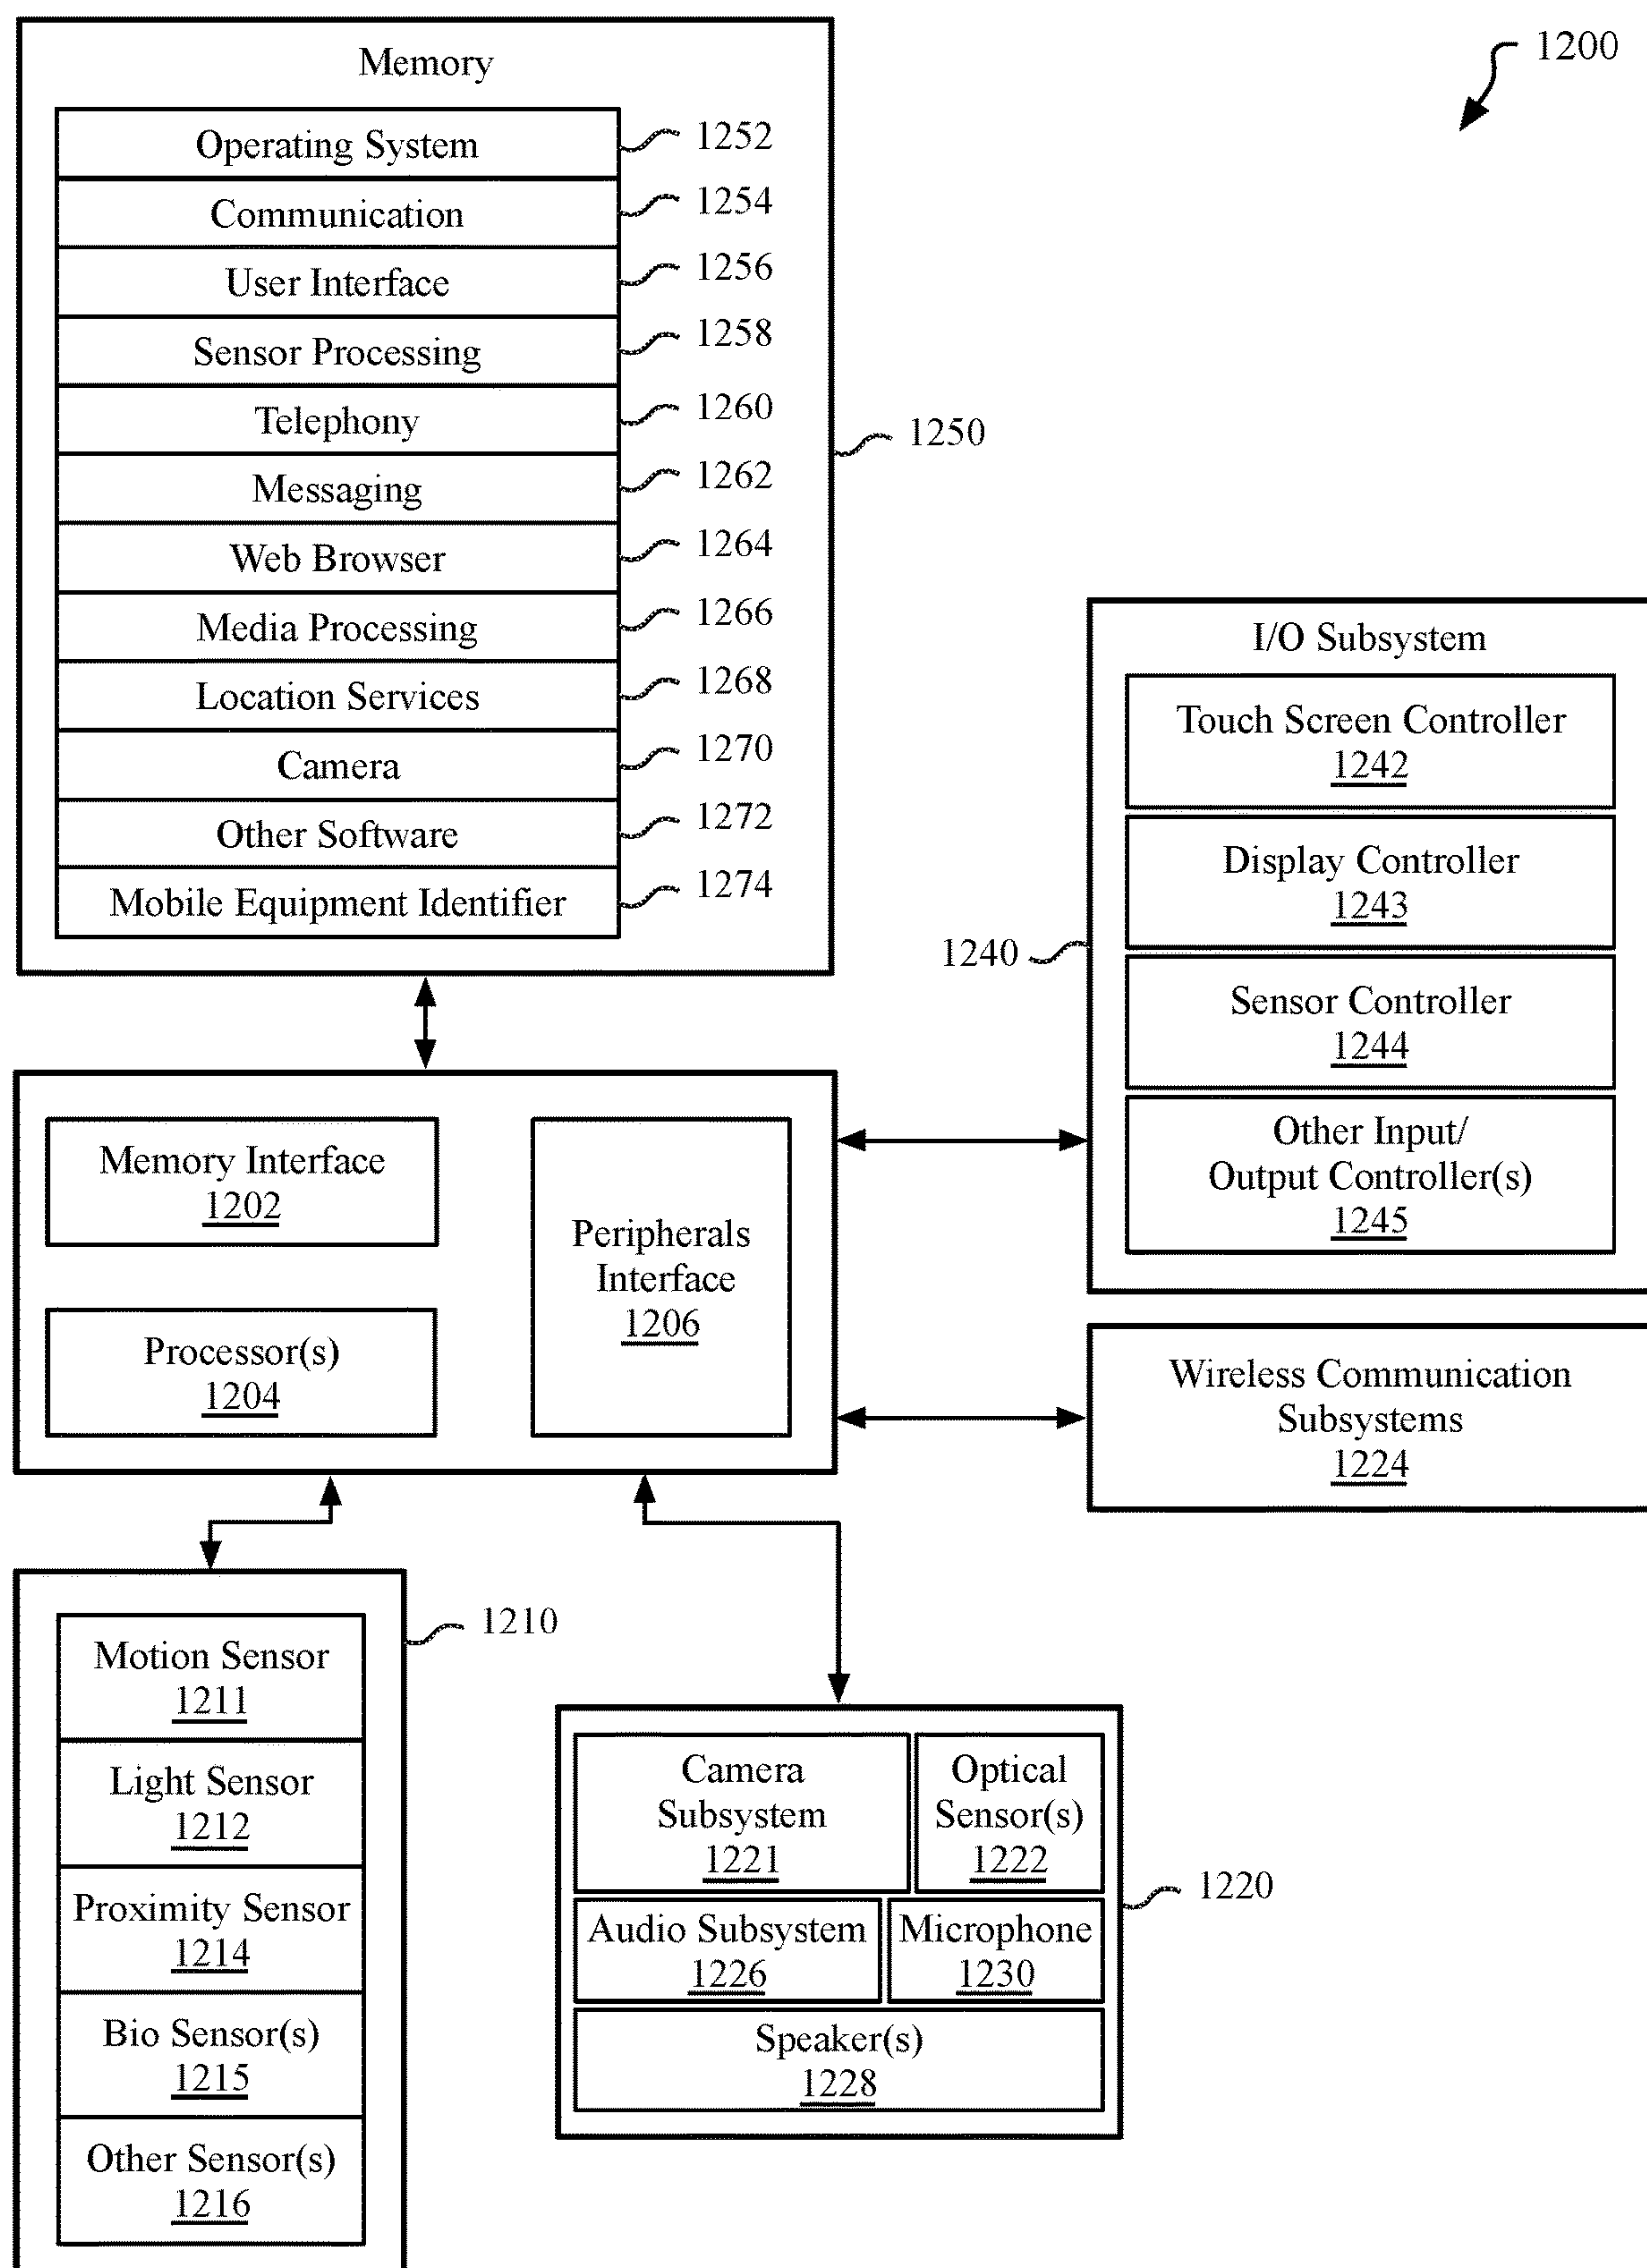 1200
Memory
Operating System 1252
Communication 1254
User Interface 1256
Sensor Processing 1258
Telephony 1260
Messaging 1262
Web Browser 1264
Media Processing 1266
Location Services 1268
Camera 1270
Other Software 1272
Mobile Equipment Identifier 1274
1250
I/O Subsystem
Touch Screen Controller
1242
Display Controller
1243
Sensor Controller
1244
Other Input/
Output Controller(s)
1245
1240
Memory Interface
1202
Processor(s)
1204
Peripherals
Interface
1206
Wireless Communication
Subsystems
1224
Motion Sensor
1211
Light Sensor
1212
Proximity Sensor
1214
Bio Sensor(s)
1215
Other Sensor(s)
1216
1210
Camera
Subsystem
1221
Optical
Sensor(s)
1222
Audio Subsystem
1226
Microphone
1230
Speaker(s)
1228
1220